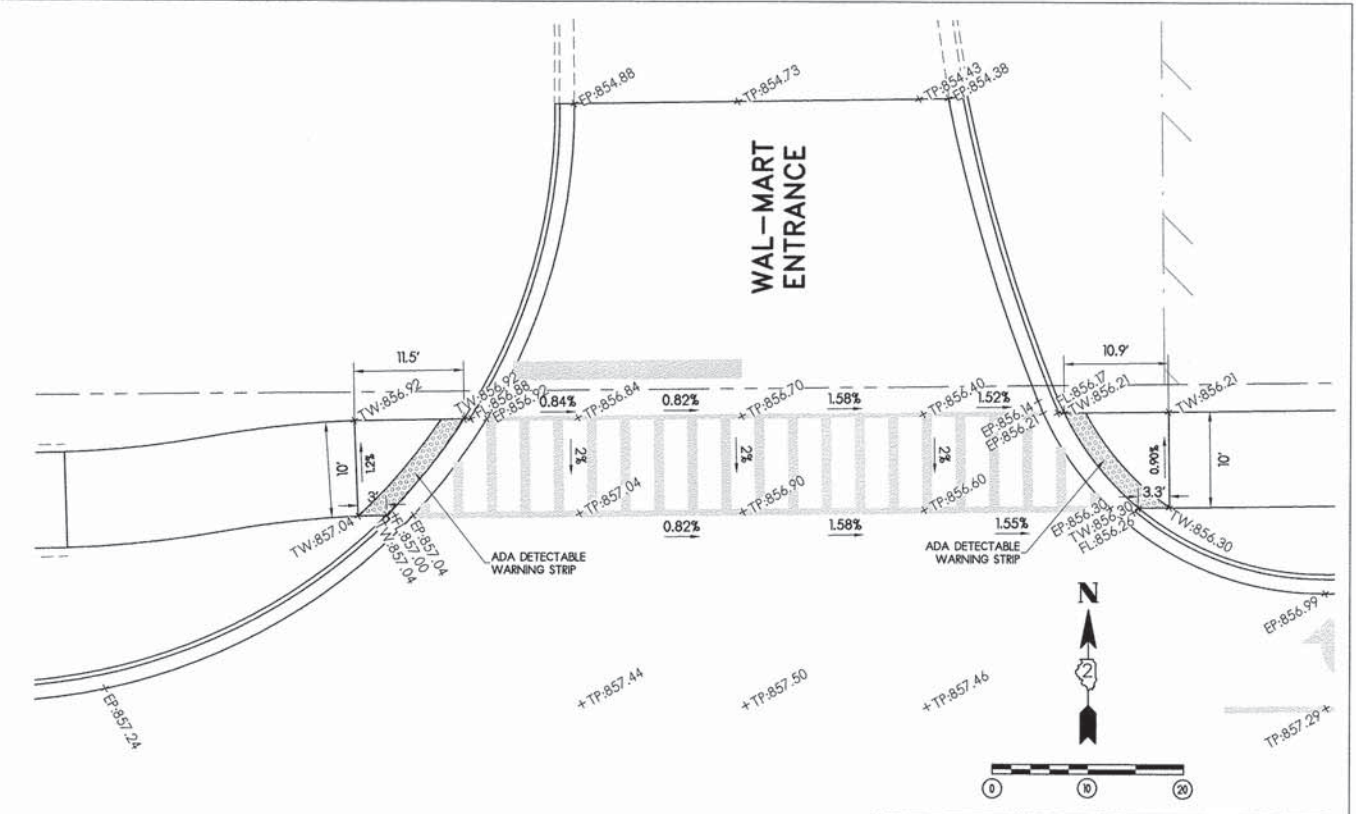 EP:854.88
TP:854.73
TP:854.43
EP:854.38
WAL-MART
ENTRANCE
11.5'
10.9'
TW:856.92
TW:856.92
FL:856.88
EP:856.92
0.84%
TP:856.84
0.82%
TP:856.70
1.58%
TP:856.40
1.52%
EP:856.14
EP:856.21
FL:856.17
TW:856.21
TW:856.21
10'
1.2%
2%
2%
2%
0.90%
10'
3'
3.3'
TW:857.04
TW:857.04
FL:857.00
EP:857.04
TP:857.04
0.82%
TP:856.90
1.58%
TP:856.60
1.55%
EP:856.30
TW:856.30
FL:856.26
TW:856.30
ADA DETECTABLE
WARNING STRIP
ADA DETECTABLE
WARNING STRIP
N
2
EP:856.99
EP:857.24
TP:857.44
TP:857.50
TP:857.46
TP:857.29
0
10
20